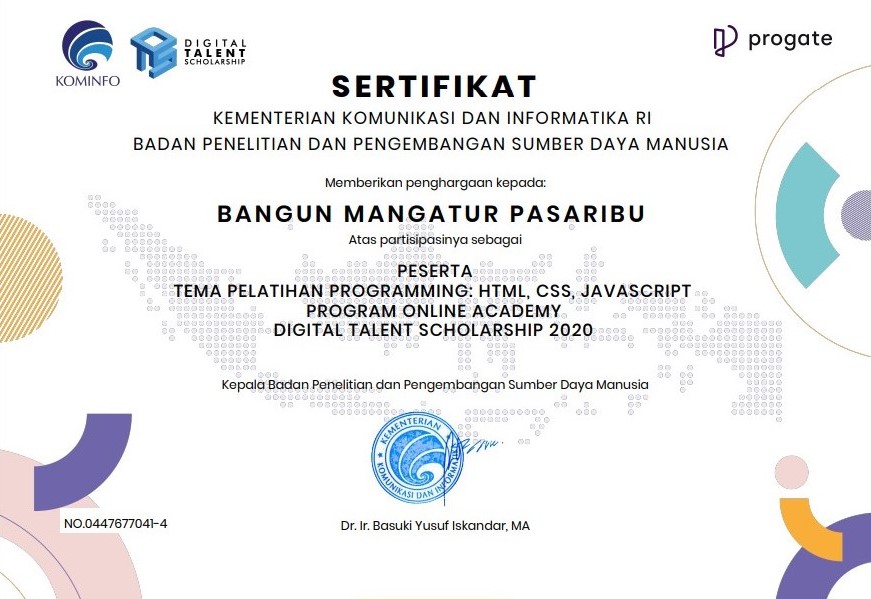 KOMINFO
DIGITAL
TALENT
SCHOLARSHIP
progate
SERTIFIKAT
KEMENTERIAN KOMUNIKASI DAN INFORMATIKA RI
BADAN PENELITIAN DAN PENGEMBANGAN SUMBER DAYA MANUSIA
Memberikan penghargaan kepada:
BANGUN MANGATUR PASARIBU
Atas partisipasinya sebagai
PESERTA
TEMA PELATIHAN PROGRAMMING: HTML, CSS, JAVASCRIPT
PROGRAM ONLINE ACADEMY
DIGITAL TALENT SCHOLARSHIP 2020
Kepala Badan Penelitian dan Pengembangan Sumber Daya Manusia
KEMENTERIAN
KOMUNIKASI DAN INFORMATIKA
NO.0447677041-4
Dr. Ir. Basuki Yusuf Iskandar, MA